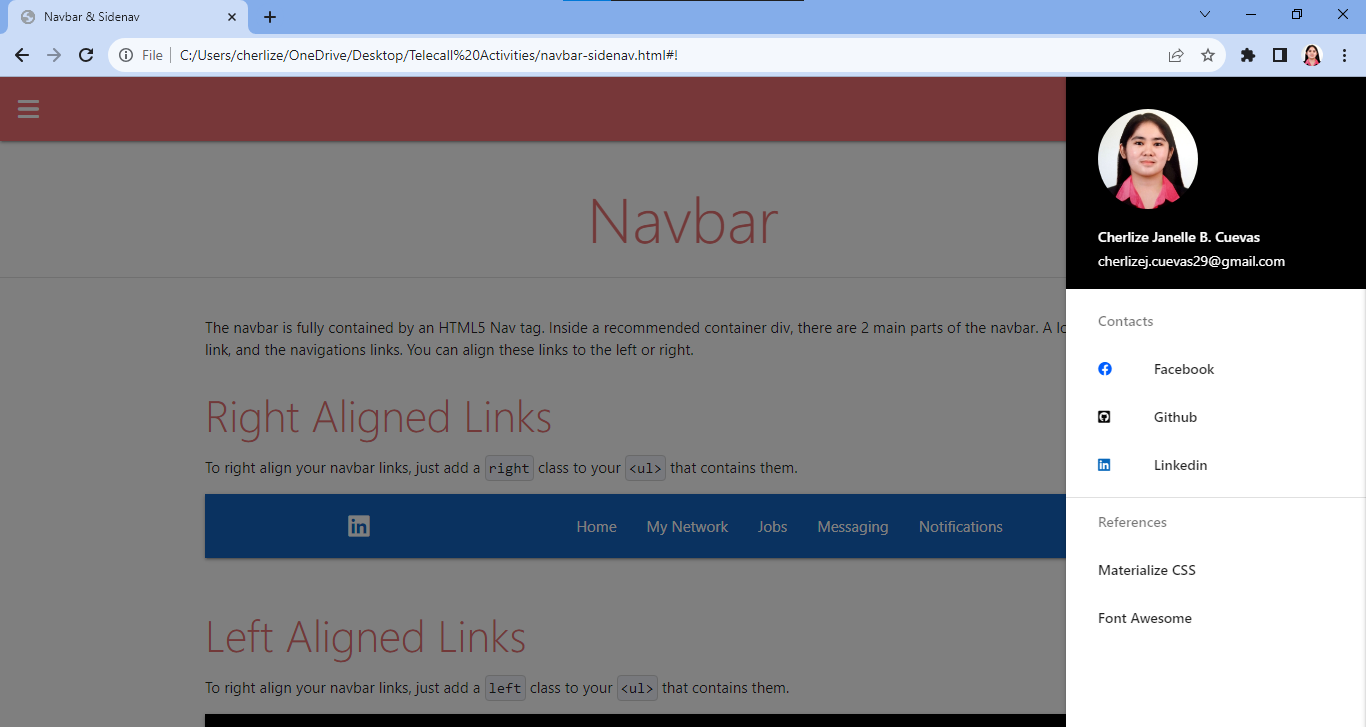 Navbar & Sidenav
File
C:/Users/cherlize/OneDrive/Desktop/Telecall%20Activities/navbar-sidenav.html#!
Navbar
The navbar is fully contained by an HTML5 Nav tag. Inside a recommended container div, there are 2 main parts of the navbar. A
link, and the navigations links. You can align these links to the left or right.
Right Aligned Links
To right align your navbar links, just add a right class to your <ul> that contains them.
in
Home My Network Jobs Messaging Notifications
Left Aligned Links
To right align your navbar links, just add a left class to your <ul> that contains them.
Cherlize Janelle B. Cuevas
cherlizej.cuevas29@gmail.com
Contacts
Facebook
Github
in Linkedin
References
Materialize CSS
Font Awesome